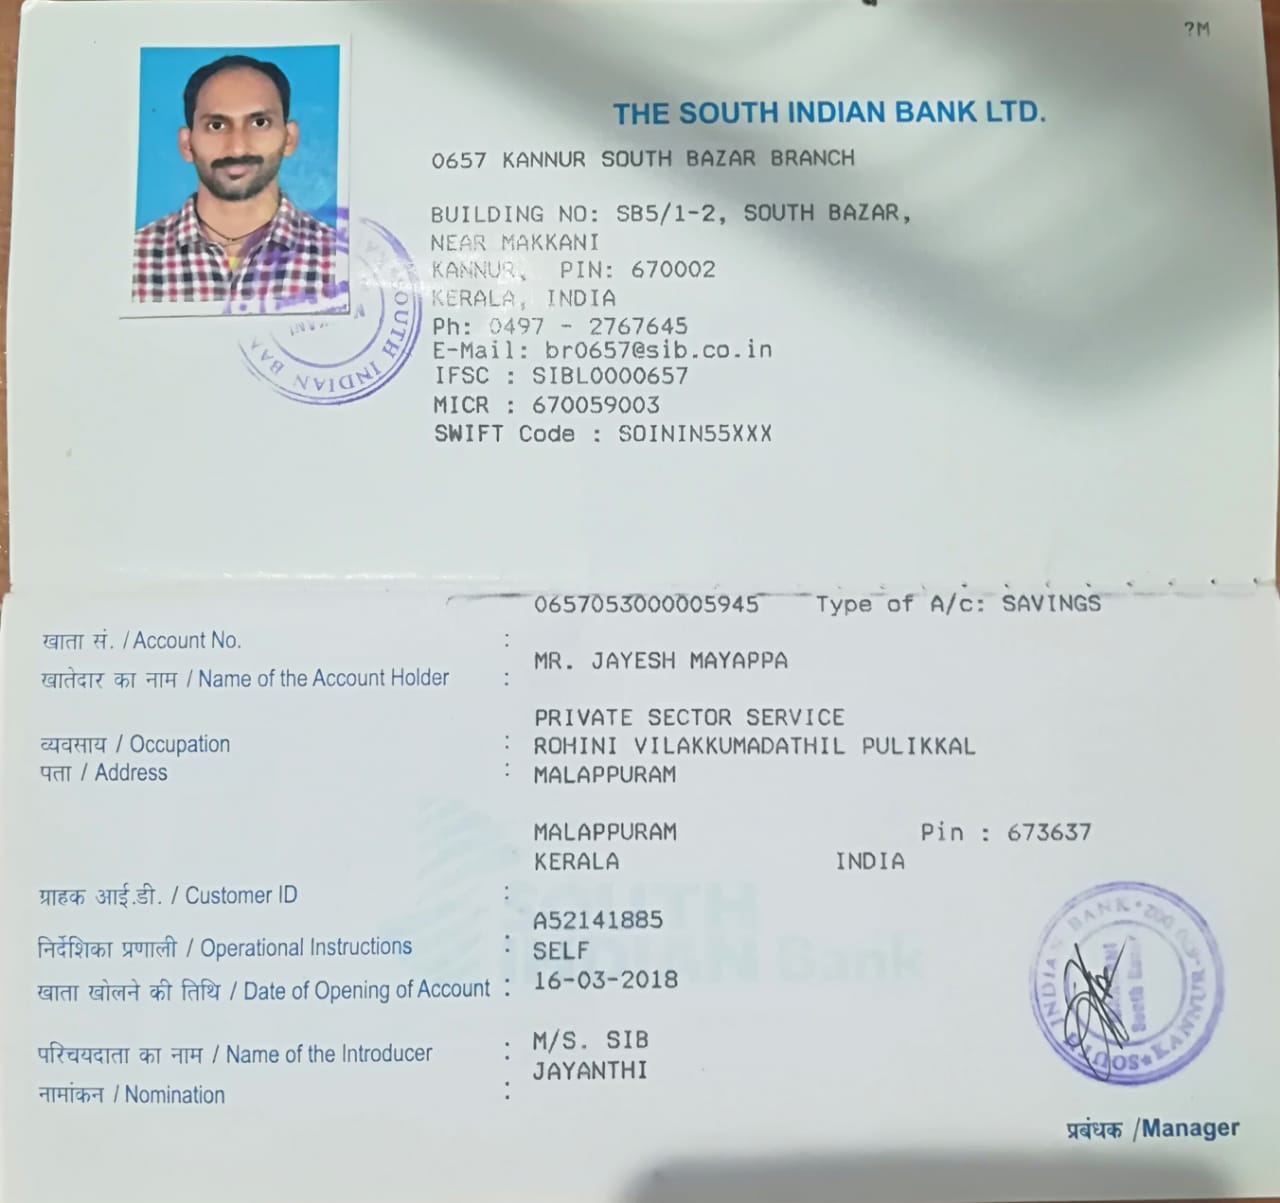 ?M
THE SOUTH INDIAN BANK LTD.
0657 KANNUR SOUTH BAZAR BRANCH
BUILDING NO: SB5/1-2, SOUTH BAZAR,
NEAR MAKKANI
KANNUR, PIN: 670002
KERALA, INDIA
Ph: 0497 - 2767645
E-Mail: br0657@sib.co.in
IFSC : SIBL0000657
MICR : 670059003
SWIFT Code : SOININ55XXX
SOUTH INDIAN BANK
0657053000005945 Type of A/c: SAVINGS
खाता सं. / Account No. :
MR. JAYESH MAYAPPA
खातेदार का नाम / Name of the Account Holder :
PRIVATE SECTOR SERVICE
व्यवसाय / Occupation :
ROHINI VILAKKUMADATHIL PULIKKAL
पता / Address :
MALAPPURAM
MALAPPURAM Pin : 673637
KERALA INDIA
ग्राहक आई.डी. / Customer ID :
A52141885
निर्देशिका प्रणाली / Operational Instructions :
SELF
खाता खोलने की तिथि / Date of Opening of Account :
16-03-2018
M/S. SIB
परिचयदाता का नाम / Name of the Introducer :
JAYANTHI
नामांकन / Nomination :
SOUTH INDIAN Bank
SOUTH INDIAN BANK KANNUR
प्रबंधक /Manager